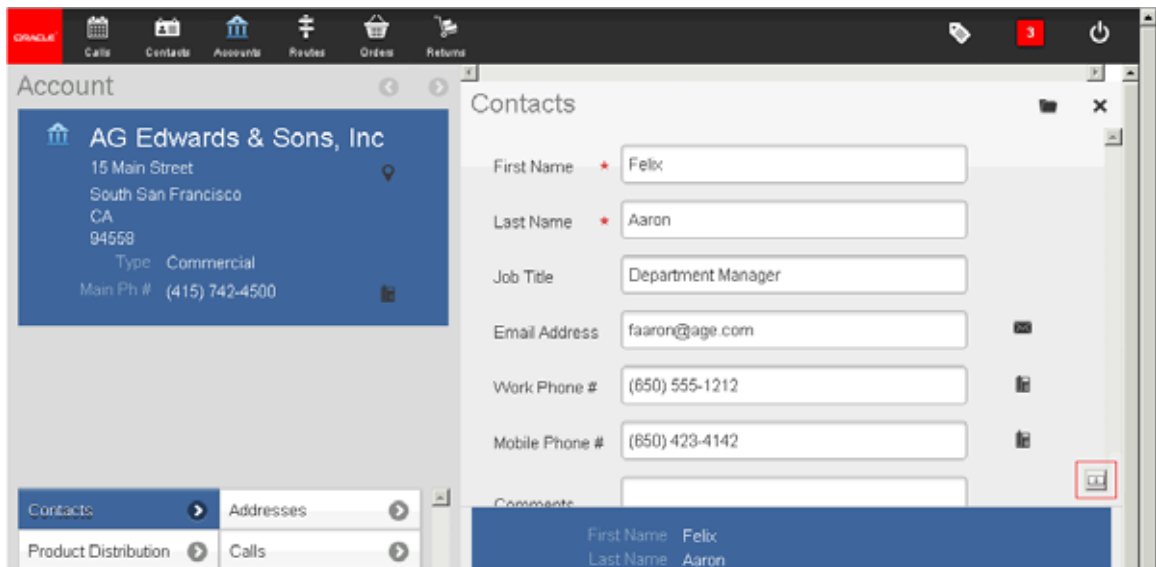 ORACLE
Calls Contacts Accounts Routes Orders Returns
3
Account
AG Edwards & Sons, Inc
15 Main Street
South San Francisco
CA
94558
Type Commercial
Main Ph # (415) 742-4500
Contacts
Addresses
Product Distribution
Calls
Contacts
First Name * Felix
Last Name * Aaron
Job Title Department Manager
Email Address faaron@age.com
Work Phone # (650) 555-1212
Mobile Phone # (650) 423-4142
Comments
First Name Felix
Last Name Aaron